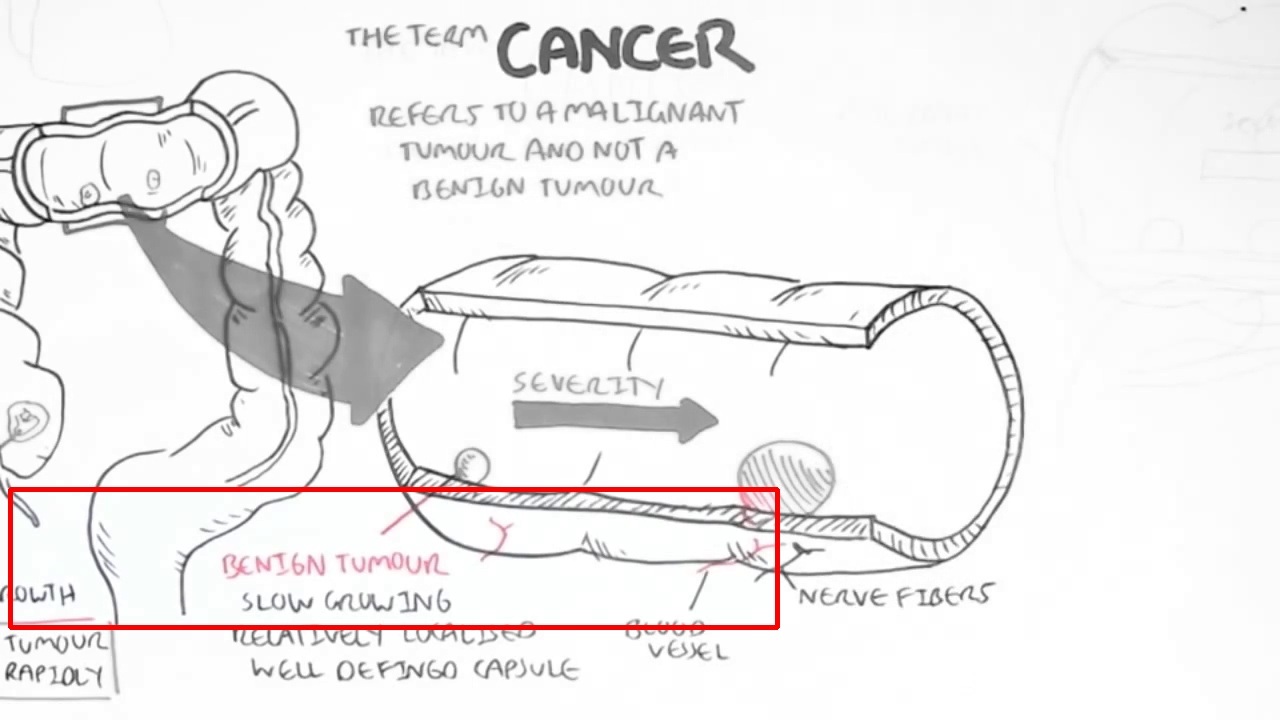 THE TERM CANCER
REFERS TO A MALIGNANT
TUMOUR AND NOT A
BENIGN TUMOUR
SEVERITY
BENIGN TUMOUR
SLOW GROWING
RELATIVELY LOCALISED
WELL DEFINED CAPSULE
BLOOD
VESSEL
NERVE FIBERS
ROWTH
TUMOUR
RAPIDLY